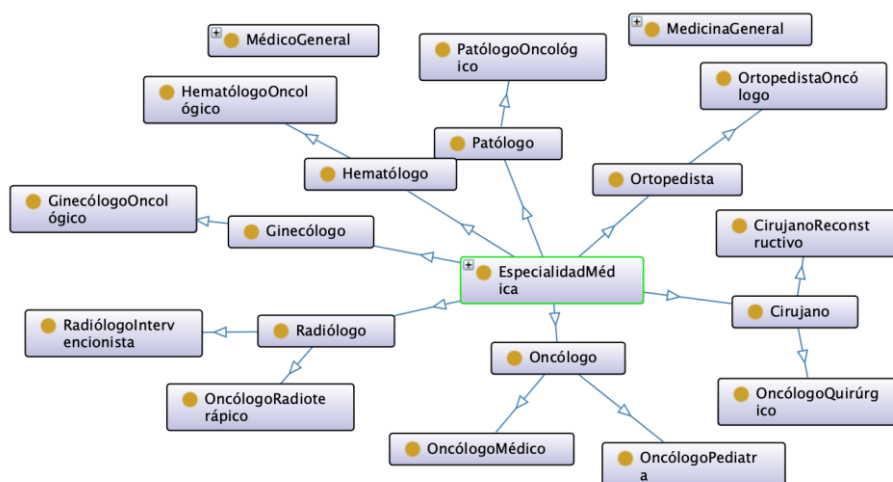 MédicoGeneral
MedicinaGeneral
PatólogoOncológ
ico
HematólogoOncol
ógico
OrtopedistaOncó
logo
Patólogo
Hematólogo
Ortopedista
GinecólogoOncol
ógico
Ginecólogo
CirujanoReconst
ructivo
EspecialidadMéd
ica
Cirujano
RadiólogoInterv
encionista
Radiólogo
Oncólogo
OncólogoRadiote
rápico
OncólogoQuirúrg
ico
OncólogoMédico
OncólogoPediatr
a